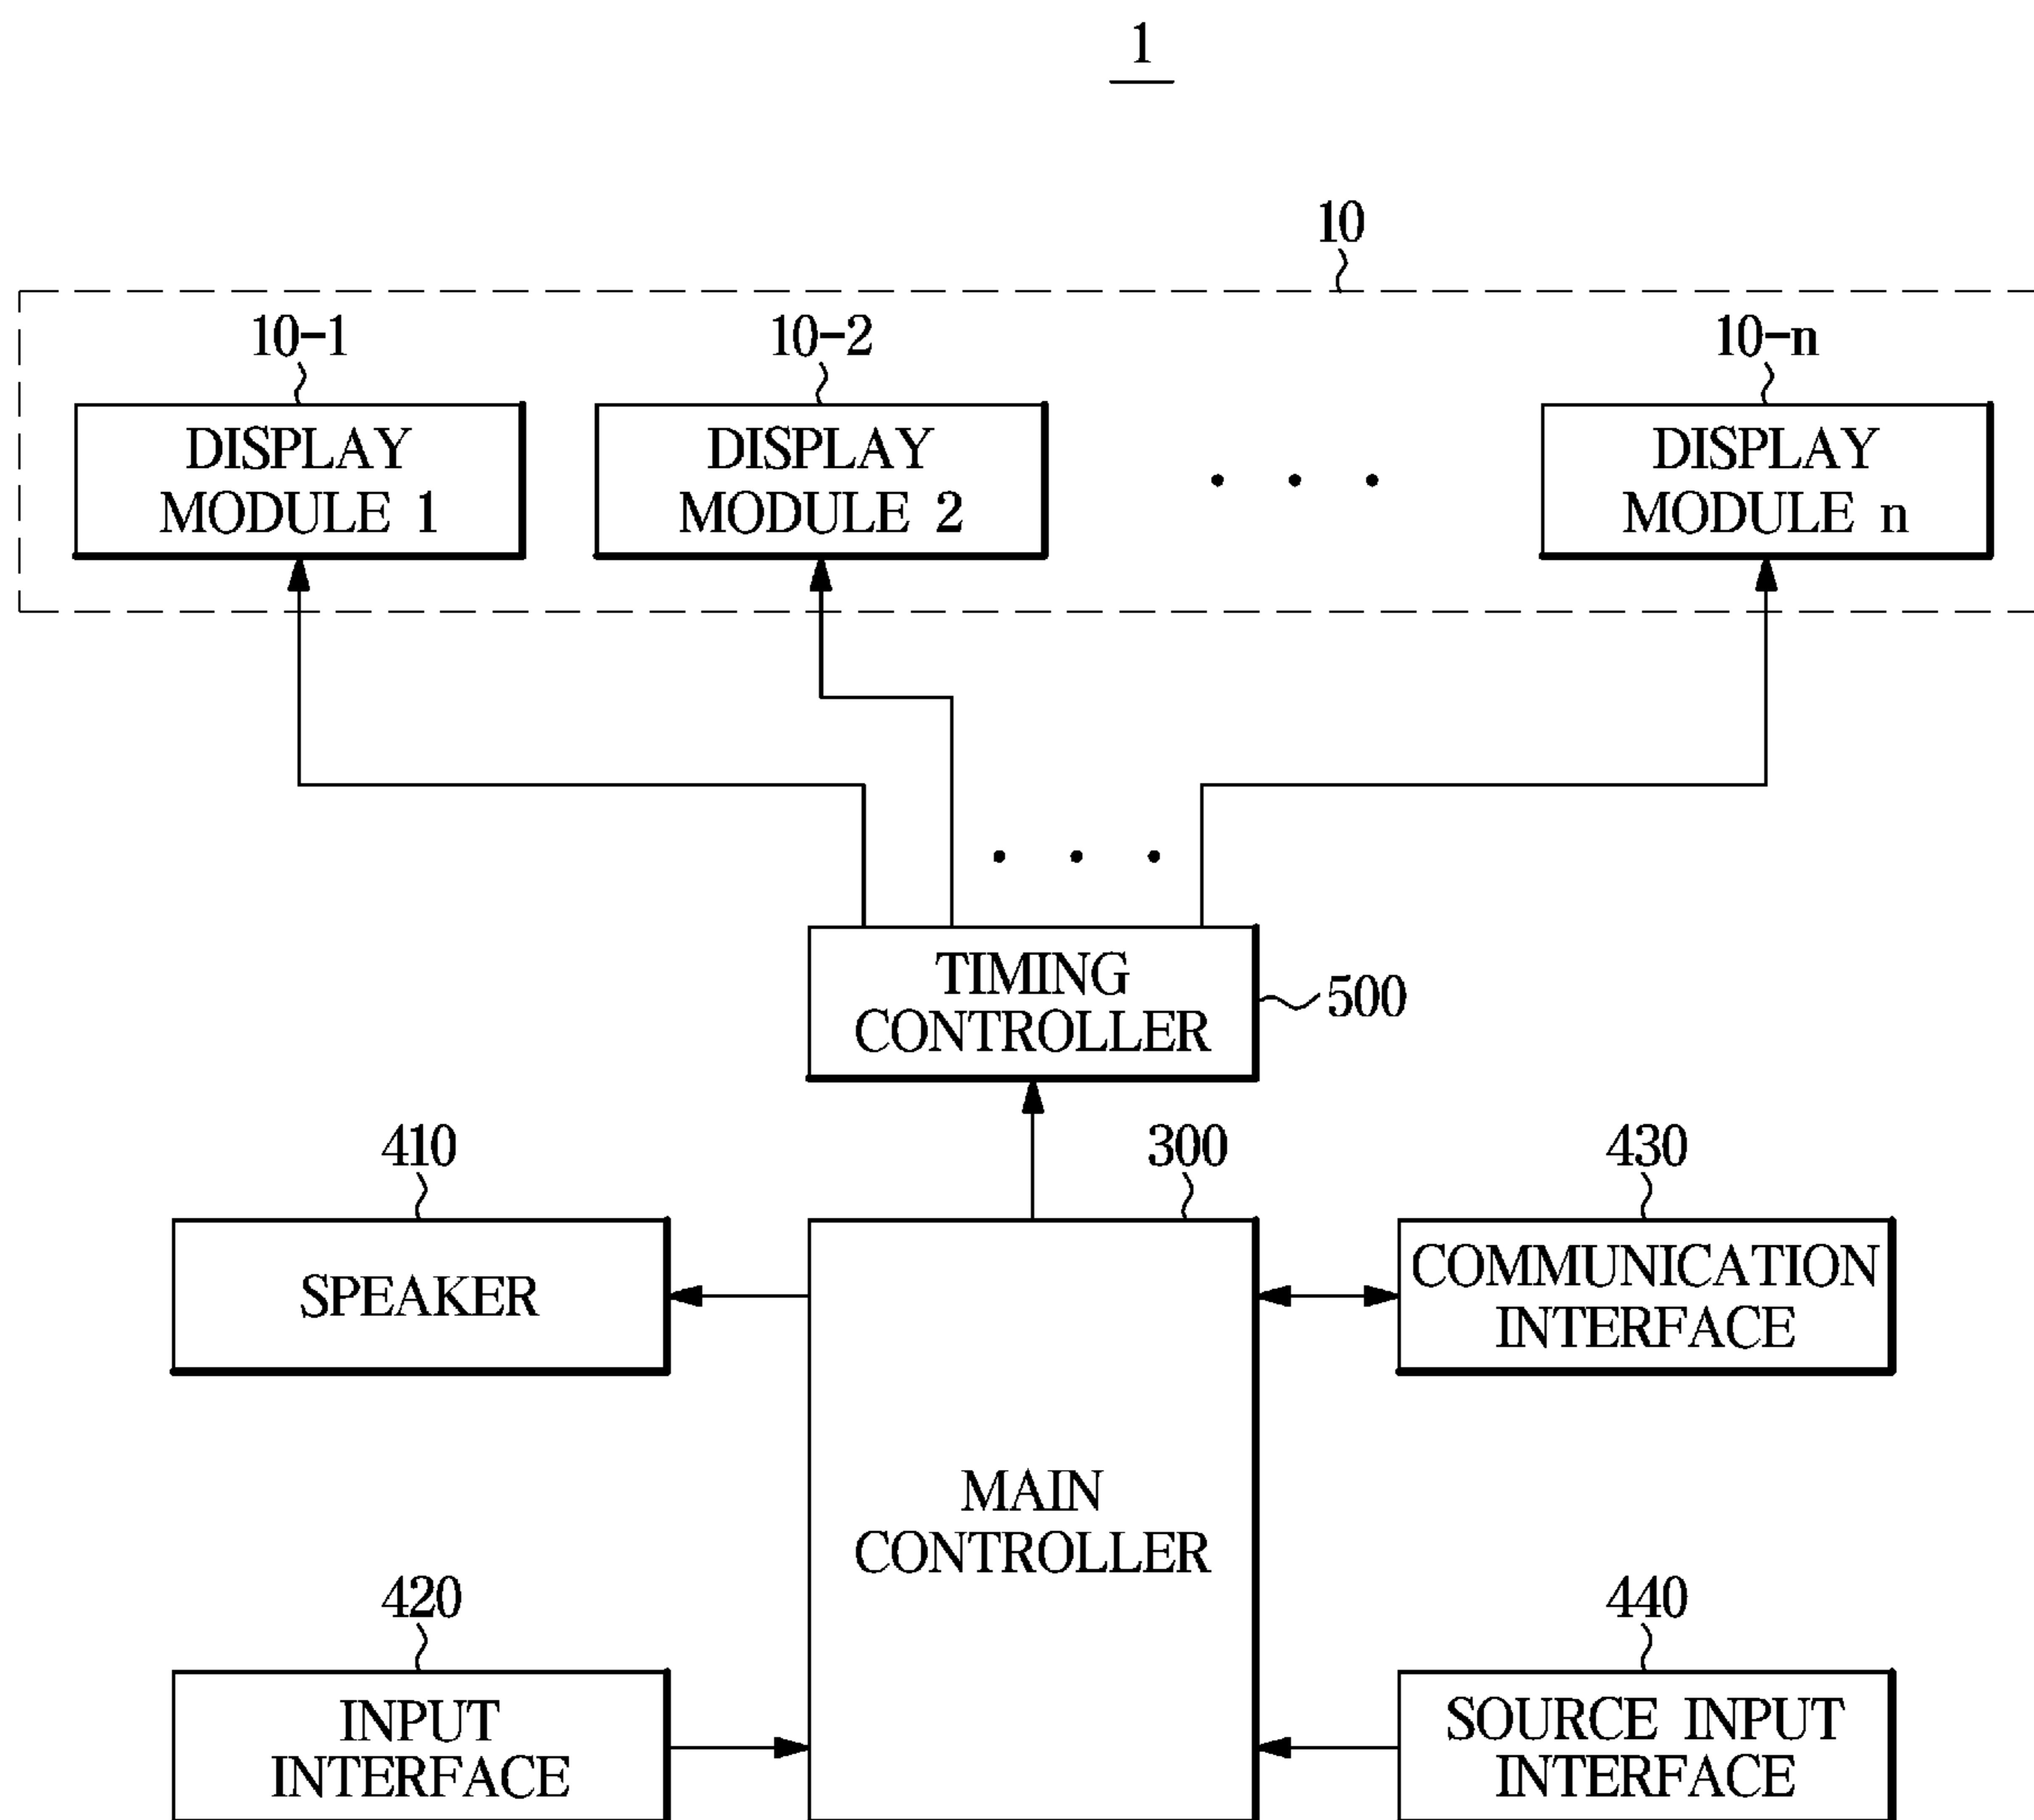 1
10
10-1
10-2
10-n
DISPLAY
MODULE 1
DISPLAY
MODULE 2
DISPLAY
MODULE n
TIMING
CONTROLLER
500
410
300
430
SPEAKER
COMMUNICATION
INTERFACE
MAIN
CONTROLLER
420
440
INPUT
INTERFACE
SOURCE INPUT
INTERFACE